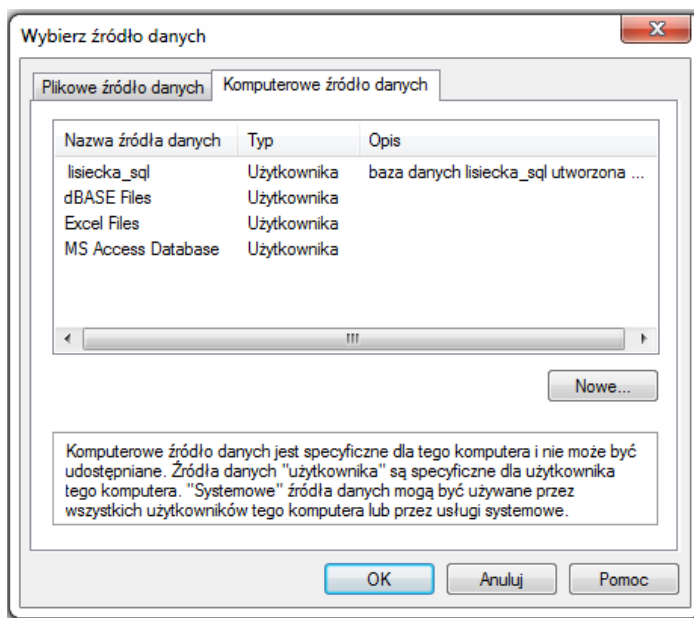 Wybierz źródło danych
Plikowe źródło danych Komputerowe źródło danych
Nazwa źródła danych Typ Opis
lisiecka_sql Użytkownika baza danych lisiecka_sql utworzona ...
dBASE Files Użytkownika
Excel Files Użytkownika
MS Access Database Użytkownika
Nowe...
Komputerowe źródło danych jest specyficzne dla tego komputera i nie może być
udostępniane. Źródła danych "użytkownika" są specyficzne dla użytkownika
tego komputera. "Systemowe" źródła danych mogą być używane przez
wszystkich użytkowników tego komputera lub przez usługi systemowe.
OK Anuluj Pomoc